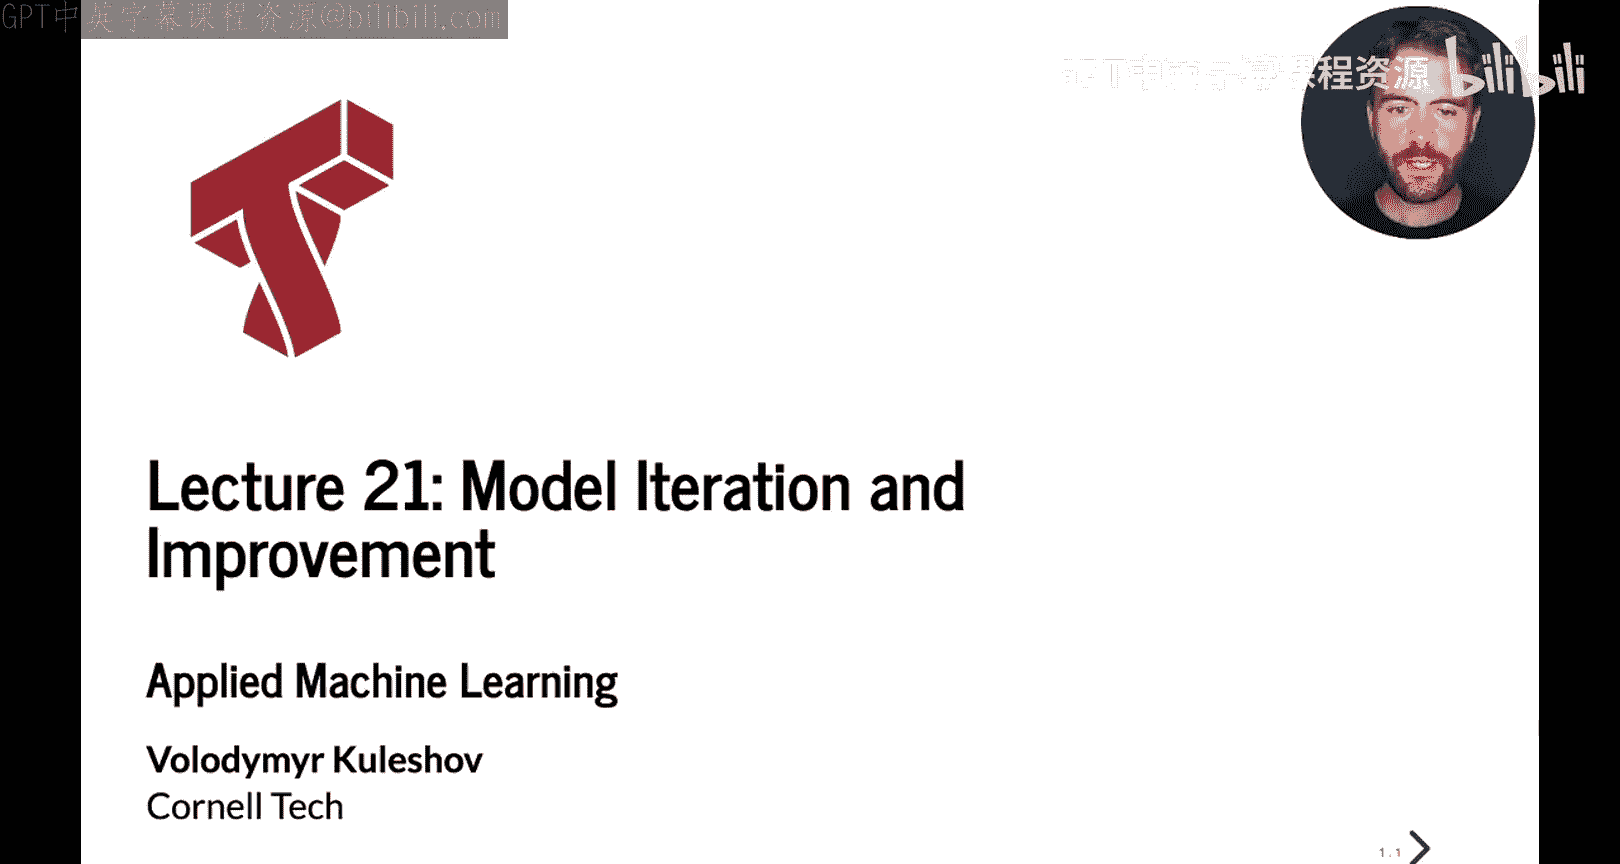 GPT中英字幕课程资源@bilibili.com
课程资源 bilibili
Lecture 21: Model Iteration and
Improvement
Applied Machine Learning
Volodymyr Kuleshov
Cornell Tech
1.1